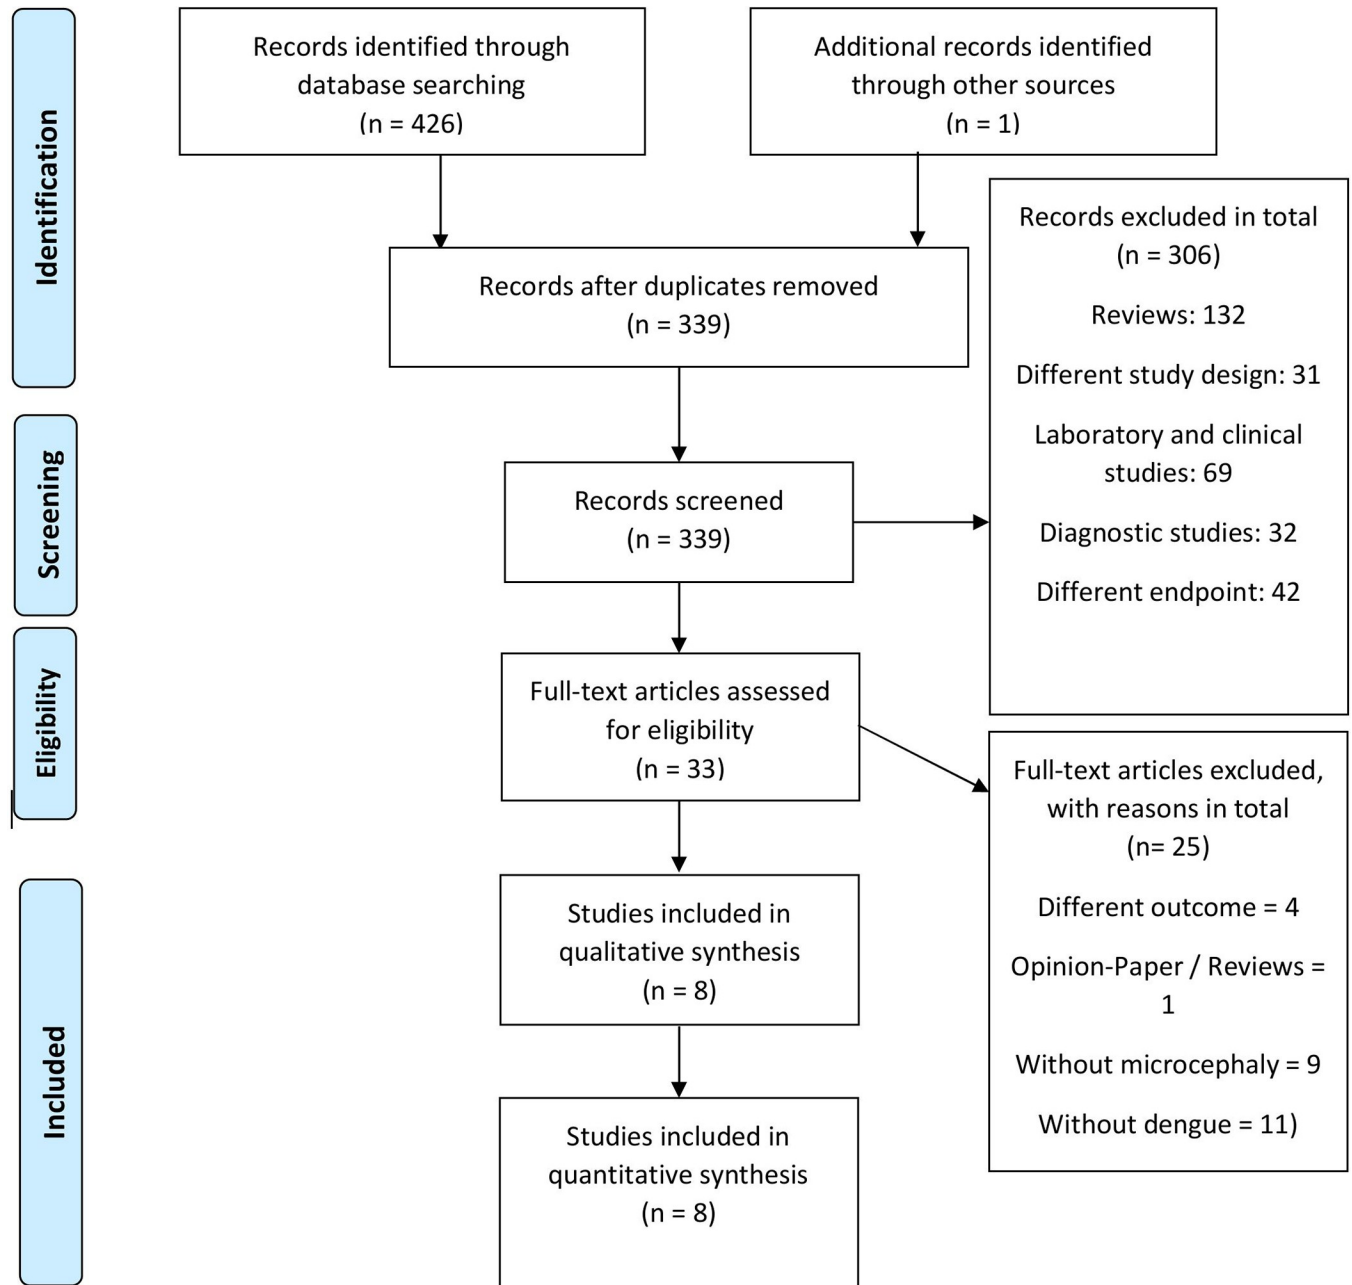 Identification
Records identified through
database searching
(n = 426)
Additional records identified
through other sources
(n = 1)
Records after duplicates removed
(n = 339)
Records excluded in total
(n = 306)
Reviews: 132
Different study design: 31
Laboratory and clinical
studies: 69
Diagnostic studies: 32
Different endpoint: 42
Screening
Records screened
(n = 339)
Eligibility
Full-text articles assessed
for eligibility
(n = 33)
Full-text articles excluded,
with reasons in total
(n= 25)
Different outcome = 4
Opinion-Paper / Reviews =
1
Without microcephaly = 9
Without dengue = 11)
Included
Studies included in
qualitative synthesis
(n = 8)
Studies included in
quantitative synthesis
(n = 8)